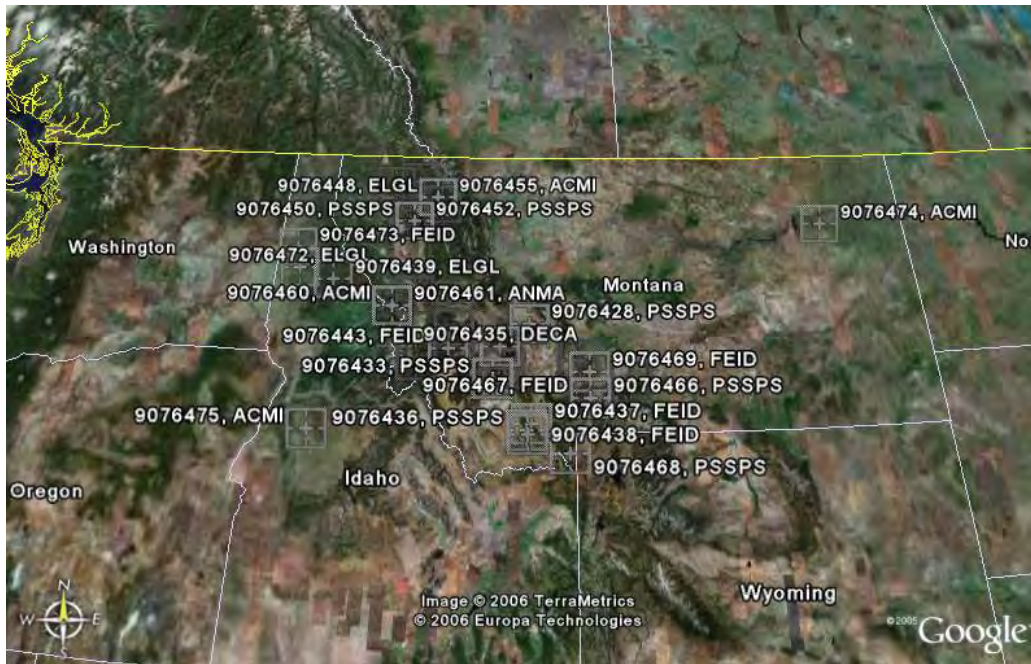 9076448, ELGL
9076455, ACMI
9076450, PSSPS
9076452, PSSPS
9076474, ACMI
9076473, FEID
Washington
No
9076472, ELGL
9076439, ELGL
Montana
9076460, ACMI
9076461, ANMA
9076428, PSSPS
9076443, FEID
9076435, DECA
9076433, PSSPS
9076469, FEID
9076467, FEID
9076466, PSSPS
9076475, ACMI
9076436, PSSPS
9076437, FEID
9076438, FEID
9076468, PSSPS
Idaho
Oregon
N
W
E
Image © 2006 TerraMetrics
© 2006 Europa Technologies
Wyoming
©2005 Google